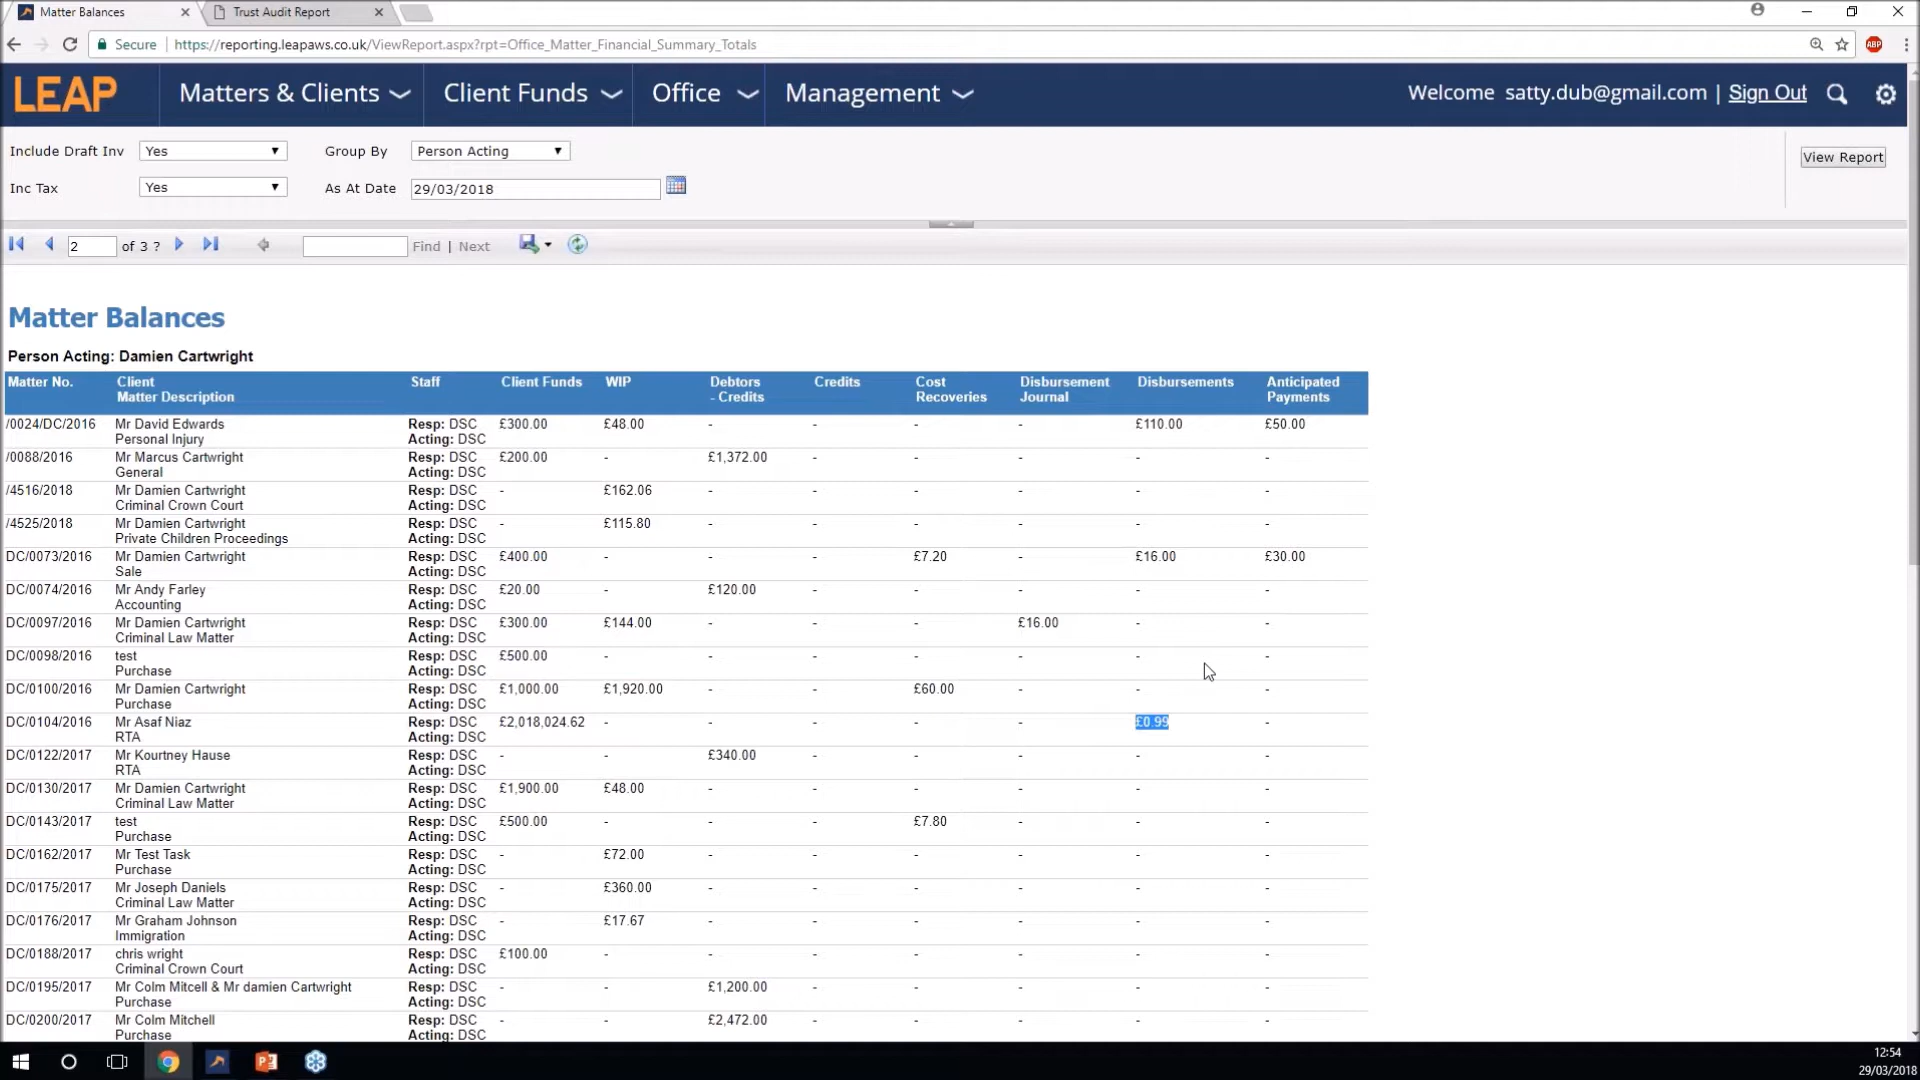 Matter Balances
Trust Audit Report
Secure https://reporting.leapaws.co.uk/ViewReport.aspx?rpt=Office_Matter_Financial_Summary_Totals
ABP
LEAP Matters & Clients Client Funds Office Management Welcome satty.dub@gmail.com | Sign Out
Include Draft Inv Yes Group By Person Acting View Report
Inc Tax Yes As At Date 29/03/2018
2 of 3 ? Find | Next
Matter Balances
Person Acting: Damien Cartwright
Matter No. Client Staff Client Funds WIP Debtors Credits Cost Disbursement Disbursements Anticipated
Matter Description - Credits Recoveries Journal Payments
/0024/DC/2016 Mr David Edwards Resp: DSC £300.00 £48.00 - - - - £110.00 £50.00
Personal Injury Acting: DSC
/0088/2016 Mr Marcus Cartwright Resp: DSC £200.00 - £1,372.00 - - - - -
General Acting: DSC
/4516/2018 Mr Damien Cartwright Resp: DSC - £162.06 - - - - - -
Criminal Crown Court Acting: DSC
/4525/2018 Mr Damien Cartwright Resp: DSC - £115.80 - - - - - -
Private Children Proceedings Acting: DSC
DC/0073/2016 Mr Damien Cartwright Resp: DSC £400.00 - - - £7.20 - £16.00 £30.00
Sale Acting: DSC
DC/0074/2016 Mr Andy Farley Resp: DSC £20.00 - £120.00 - - - - -
Accounting Acting: DSC
DC/0097/2016 Mr Damien Cartwright Resp: DSC £300.00 £144.00 - - - £16.00 - -
Criminal Law Matter Acting: DSC
DC/0098/2016 test Resp: DSC £500.00 - - - - - - -
Purchase Acting: DSC
DC/0100/2016 Mr Damien Cartwright Resp: DSC £1,000.00 £1,920.00 - - £60.00 - - -
Purchase Acting: DSC
DC/0104/2016 Mr Asaf Niaz Resp: DSC £2,018,024.62 - - - - - £0.99 -
RTA Acting: DSC
DC/0122/2017 Mr Kourtney Hause Resp: DSC - - £340.00 - - - - -
RTA Acting: DSC
DC/0130/2017 Mr Damien Cartwright Resp: DSC £1,900.00 £48.00 - - - - - -
Criminal Law Matter Acting: DSC
DC/0143/2017 test Resp: DSC £500.00 - - - £7.80 - - -
Purchase Acting: DSC
DC/0162/2017 Mr Test Task Resp: DSC - £72.00 - - - - - -
Purchase Acting: DSC
DC/0175/2017 Mr Joseph Daniels Resp: DSC - £360.00 - - - - - -
Criminal Law Matter Acting: DSC
DC/0176/2017 Mr Graham Johnson Resp: DSC - £17.67 - - - - - -
Immigration Acting: DSC
DC/0188/2017 chris wright Resp: DSC £100.00 - - - - - - -
Criminal Crown Court Acting: DSC
DC/0195/2017 Mr Colm Mitcell & Mr damien Cartwright Resp: DSC - - £1,200.00 - - - - -
Purchase Acting: DSC
DC/0200/2017 Mr Colm Mitchell Resp: DSC - - £2,472.00 - - - - -
Purchase Acting: DSC
12:54
29/03/2018